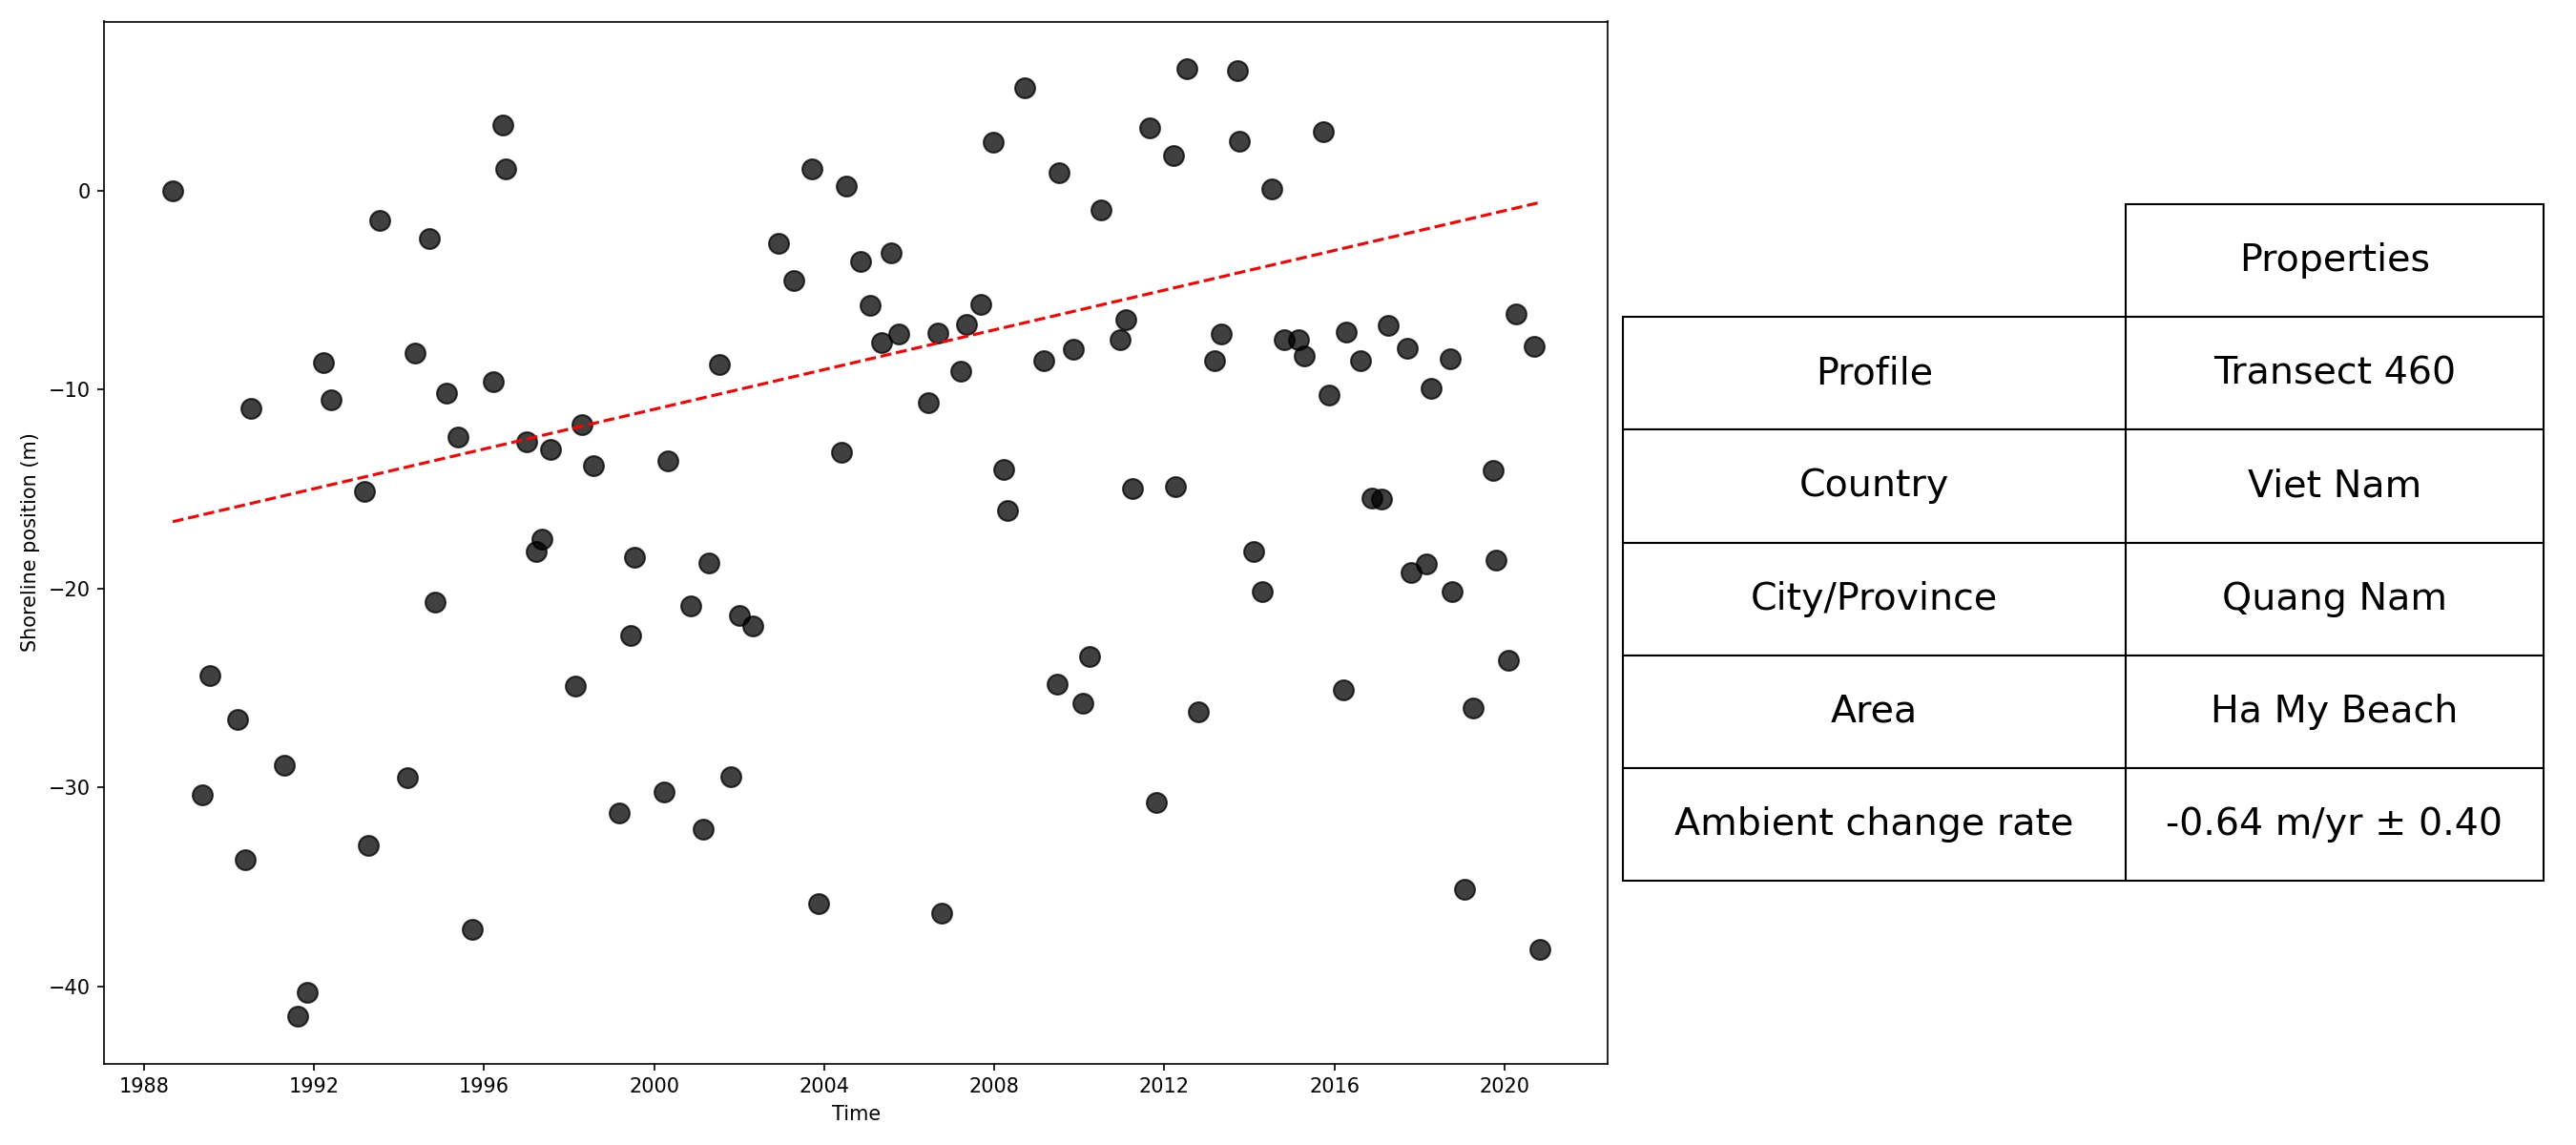 0
−10
−20
−30
−40
Shoreline position (m)
1988 1992 1996 2000 2004 2008 2012 2016 2020
Time
Properties
Profile Transect 460
Country Viet Nam
City/Province Quang Nam
Area Ha My Beach
Ambient change rate -0.64 m/yr ± 0.40